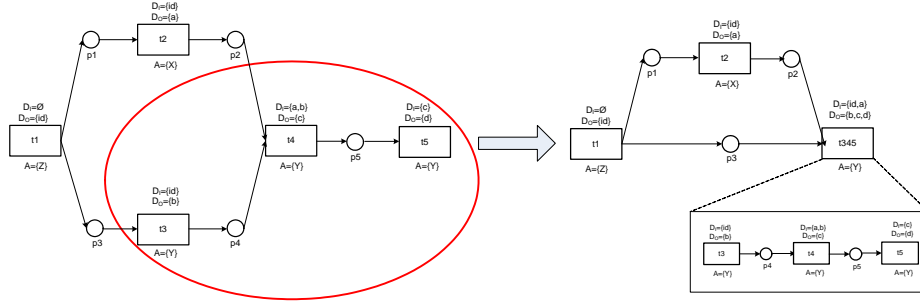 Dᵢ={id}
Dₒ={a}
t2
p1
p2
A={X}
Dᵢ=Ø
Dₒ={id}
t1
A={Z}
Dᵢ={a,b}
Dₒ={c}
t4
A={Y}
p5
Dᵢ={c}
Dₒ={d}
t5
A={Y}
p3
Dᵢ={id}
Dₒ={b}
t3
A={Y}
p4
Dᵢ={id}
Dₒ={a}
t2
p1
p2
A={X}
Dᵢ=Ø
Dₒ={id}
t1
A={Z}
p3
Dᵢ={id,a}
Dₒ={b,c,d}
t345
A={Y}
Dᵢ={id}
Dₒ={b}
t3
A={Y}
p4
Dᵢ={a,b}
Dₒ={c}
t4
A={Y}
p5
Dᵢ={c}
Dₒ={d}
t5
A={Y}